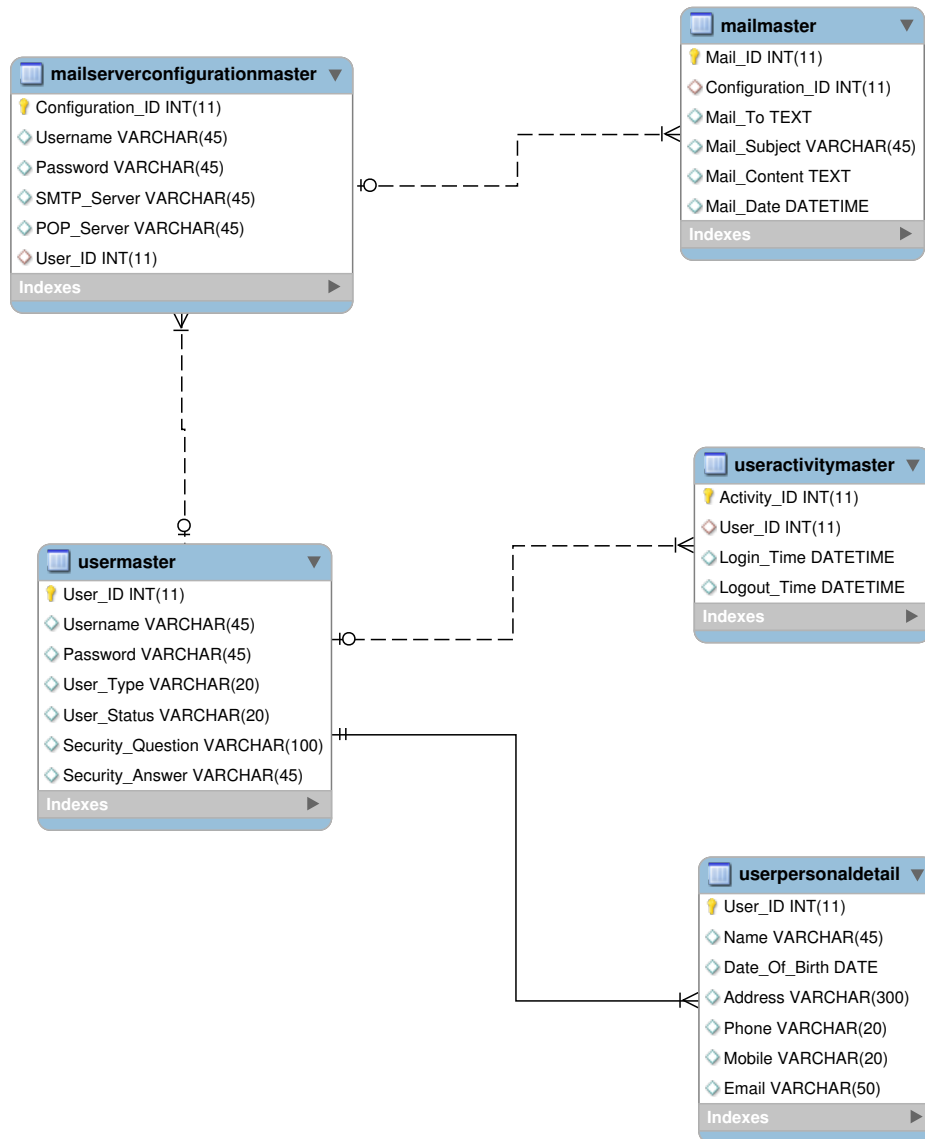 mailserverconfigurationmaster
Configuration_ID INT(11)
Username VARCHAR(45)
Password VARCHAR(45)
SMTP_Server VARCHAR(45)
POP_Server VARCHAR(45)
User_ID INT(11)
Indexes
mailmaster
Mail_ID INT(11)
Configuration_ID INT(11)
Mail_To TEXT
Mail_Subject VARCHAR(45)
Mail_Content TEXT
Mail_Date DATETIME
Indexes
usermaster
User_ID INT(11)
Username VARCHAR(45)
Password VARCHAR(45)
User_Type VARCHAR(20)
User_Status VARCHAR(20)
Security_Question VARCHAR(100)
Security_Answer VARCHAR(45)
Indexes
useractivitymaster
Activity_ID INT(11)
User_ID INT(11)
Login_Time DATETIME
Logout_Time DATETIME
Indexes
userpersonaldetail
User_ID INT(11)
Name VARCHAR(45)
Date_Of_Birth DATE
Address VARCHAR(300)
Phone VARCHAR(20)
Mobile VARCHAR(20)
Email VARCHAR(50)
Indexes